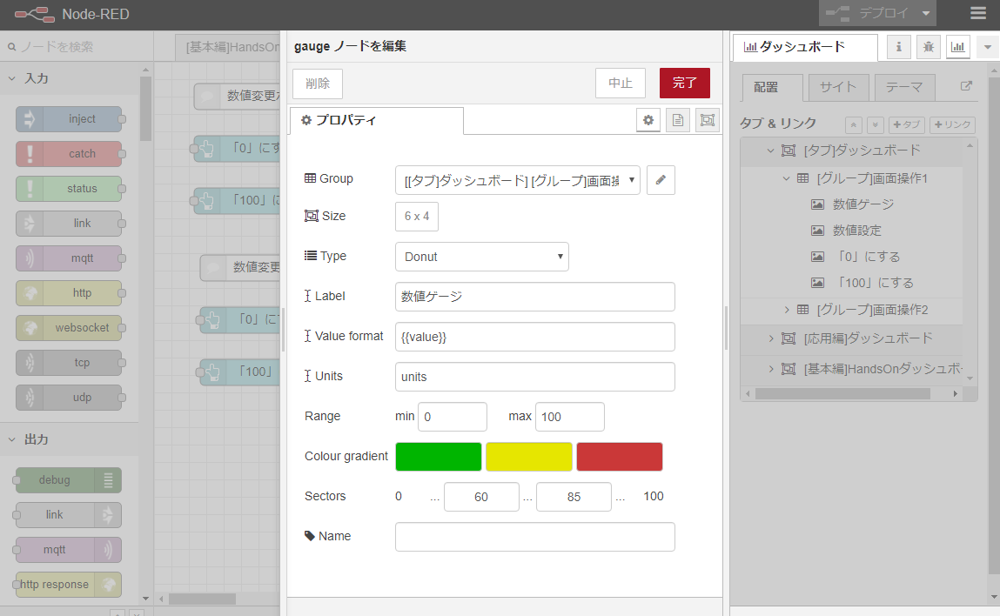 Node-RED
デプロイ
ノードを検索
入力
inject
catch
status
link
mqtt
http
websocket
tcp
udp
出力
debug
link
mqtt
http response
[基本編]HandsOn
数値変更
「0」にす
「100」に
数値変更
「0」に
「100」
gauge ノードを編集
削除
中止
完了
プロパティ
Group
[[タブ]ダッシュボード] [グループ]画面操
Size
6 x 4
Type
Donut
Label
数値ゲージ
Value format
{{value}}
Units
units
Range
min
0
max
100
Colour gradient
Sectors
0
...
60
...
85
...
100
Name
ダッシュボード
i
配置
サイト
テーマ
タブ & リンク
+タブ
+リンク
[タブ]ダッシュボード
[グループ]画面操作1
数値ゲージ
数値設定
「0」にする
「100」にする
[グループ]画面操作2
[応用編]ダッシュボード
[基本編]HandsOnダッシュボー